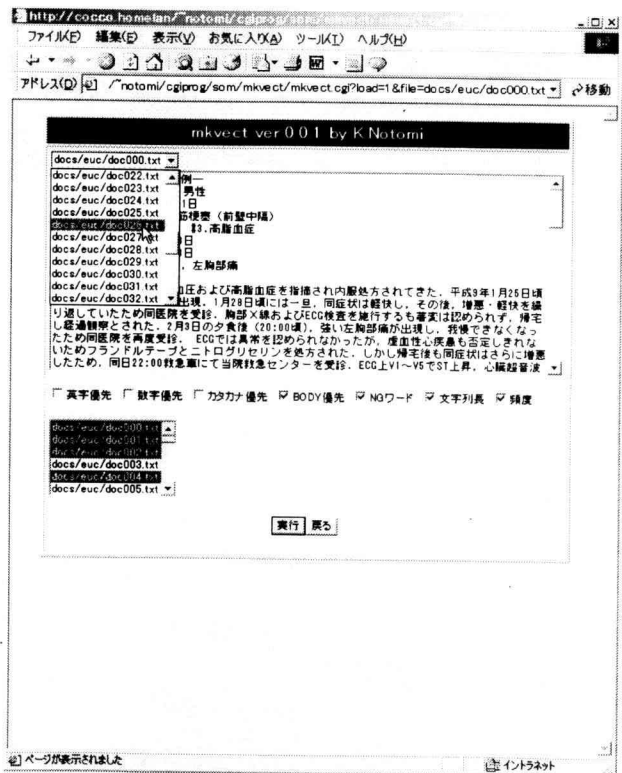 http://cocco.homelan/~notomi/cgiprog/som/mkvect/
ファイル(F) 編集(E) 表示(V) お気に入り(A) ツール(T) ヘルプ(H)
アドレス(D) /~notomi/cgiprog/som/mkvect/mkvect.cgi?load=1&file=docs/euc/doc000.txt 移動
mkvect ver 0.0.1 by K.Notomi
docs/euc/doc000.txt
docs/euc/doc022.txt
docs/euc/doc023.txt
docs/euc/doc024.txt
docs/euc/doc025.txt
docs/euc/doc026.txt
docs/euc/doc027.txt
docs/euc/doc028.txt
docs/euc/doc029.txt
docs/euc/doc030.txt
docs/euc/doc031.txt
docs/euc/doc032.txt
例一
男性
1日
筋梗塞（前壁中隔）
#3.高脂血症
日
日
．左胸部痛
血圧および高脂血症を指摘され内服処方されてきた．平成9年1月25日頃
出現．1月28日頃には一旦，同症状は軽快し，その後，増悪・軽快を繰
り返していたため同医院を受診．胸部X線およびECG検査を施行するも著変は認められず，帰宅
し経過観察とされた．2月3日の夕食後（20:00頃），強い左胸部痛が出現し，我慢できなくなっ
たため同医院を再度受診． ECGでは異常を認められなかったが，虚血性心疾患も否定しきれな
いためフランドルテープとニトログリセリンを処方された．しかし帰宅後も同症状はさらに増悪
したため，同日22:00救急車にて当院救急センターを受診．ECG上V1～V5でST上昇，心臓超音波
英字優先 数字優先 カタカナ優先 BODY優先 NGワード 文字列長 頻度
docs/euc/doc000.txt
docs/euc/doc001.txt
docs/euc/doc002.txt
docs/euc/doc003.txt
docs/euc/doc004.txt
docs/euc/doc005.txt
実行 戻る
ページが表示されました
イントラネット